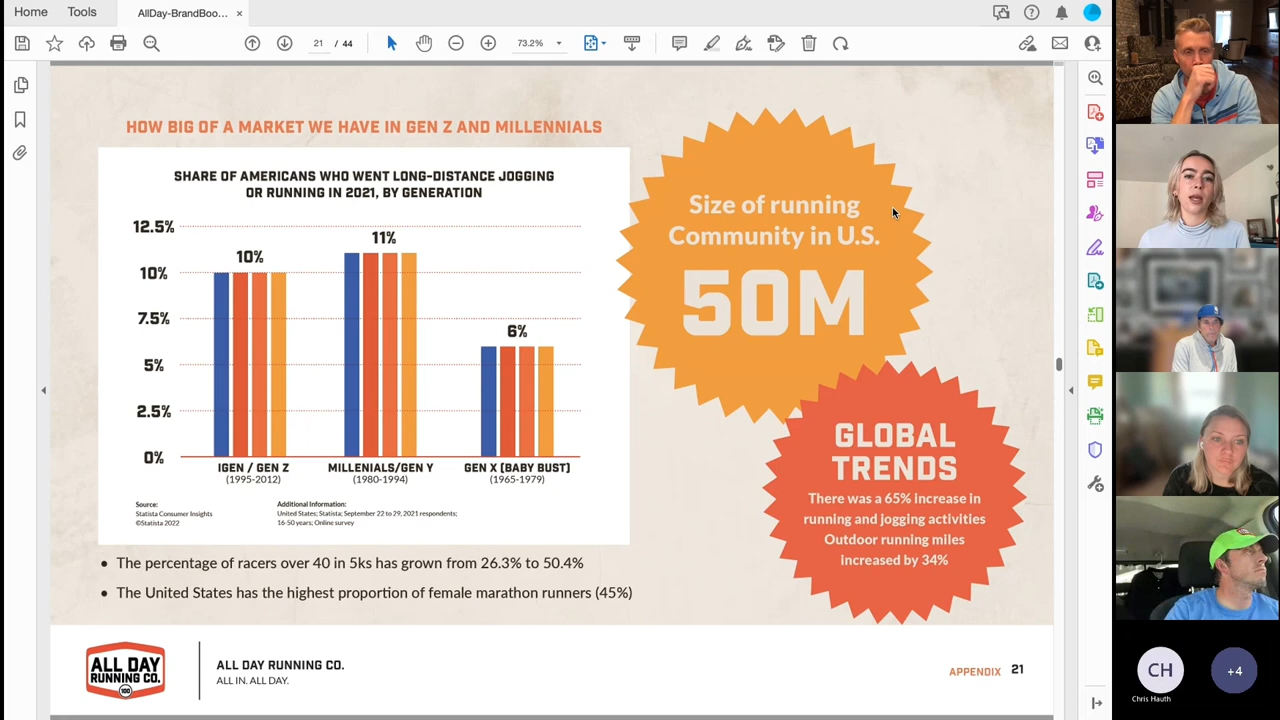 Home
Tools
AllDay-BrandBoo...
×
21 / 44
73.2%
HOW BIG OF A MARKET WE HAVE IN GEN Z AND MILLENNIALS
SHARE OF AMERICANS WHO WENT LONG-DISTANCE JOGGING
OR RUNNING IN 2021, BY GENERATION
12.5%
10%
7.5%
5%
2.5%
0%
10%
11%
6%
IGEN / GEN Z
(1995-2012)
MILLENIALS/GEN Y
(1980-1994)
GEN X (BABY BUST)
(1965-1979)
Source:
Statista Consumer Insights
©Statista 2022
Additional Information:
United States; Statista; September 22 to 29, 2021 respondents;
16-50 years; Online survey
Size of running
Community in U.S.
50M
GLOBAL
TRENDS
There was a 65% increase in
running and jogging activities
Outdoor running miles
increased by 34%
• The percentage of racers over 40 in 5ks has grown from 26.3% to 50.4%
• The United States has the highest proportion of female marathon runners (45%)
ALL DAY
RUNNING CO.
100
ALL DAY RUNNING CO.
ALL IN. ALL DAY.
APPENDIX 21
CH
Chris Hauth
+4